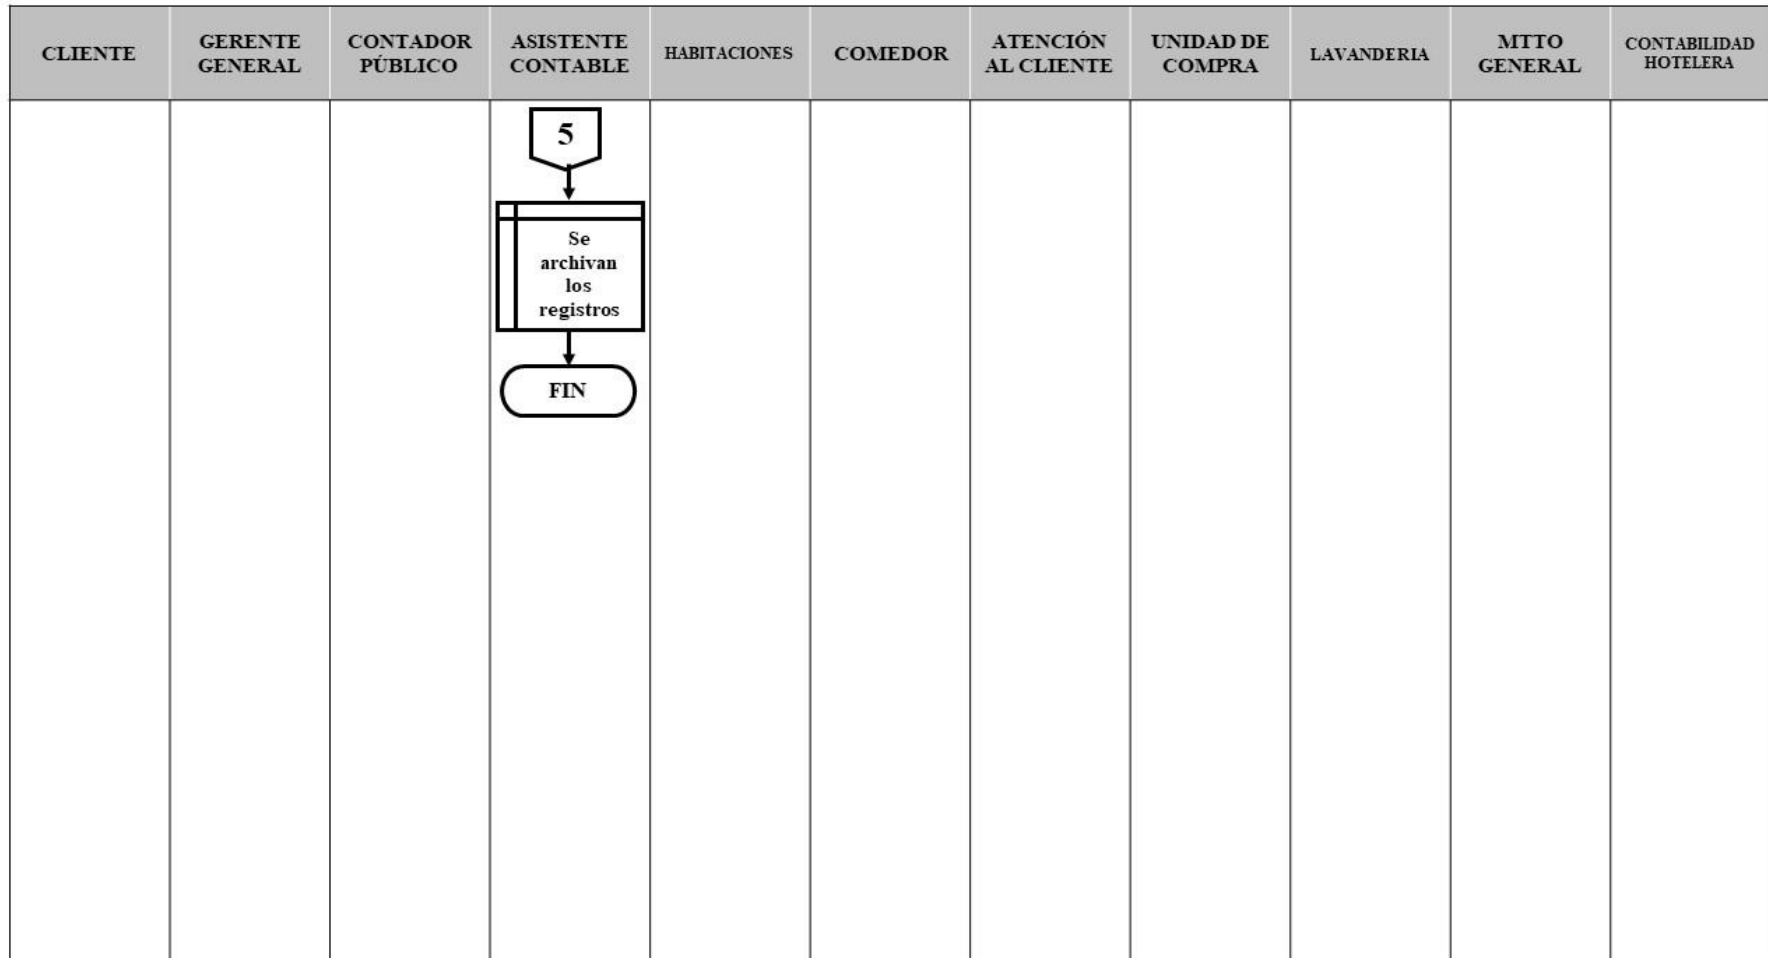 CLIENTE
GERENTE
GENERAL
CONTADOR
PÚBLICO
ASISTENTE
CONTABLE
HABITACIONES
COMEDOR
ATENCIÓN
AL CLIENTE
UNIDAD DE
COMPRA
LAVANDERIA
MTTO
GENERAL
CONTABILIDAD
HOTELERA
5
Se
archivan
los
registros
FIN